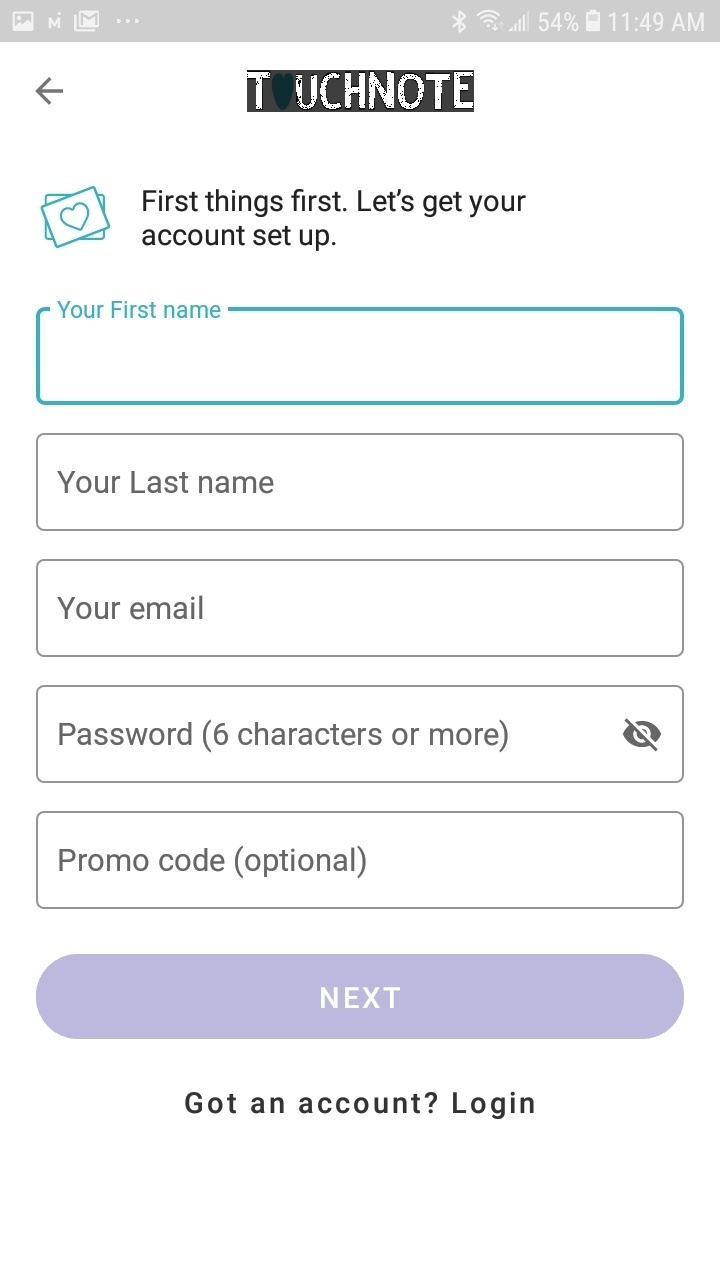 54% 11:49 AM
TOUCHNOTE
First things first. Let’s get your
account set up.
Your First name
Your Last name
Your email
Password (6 characters or more)
Promo code (optional)
NEXT
Got an account? Login